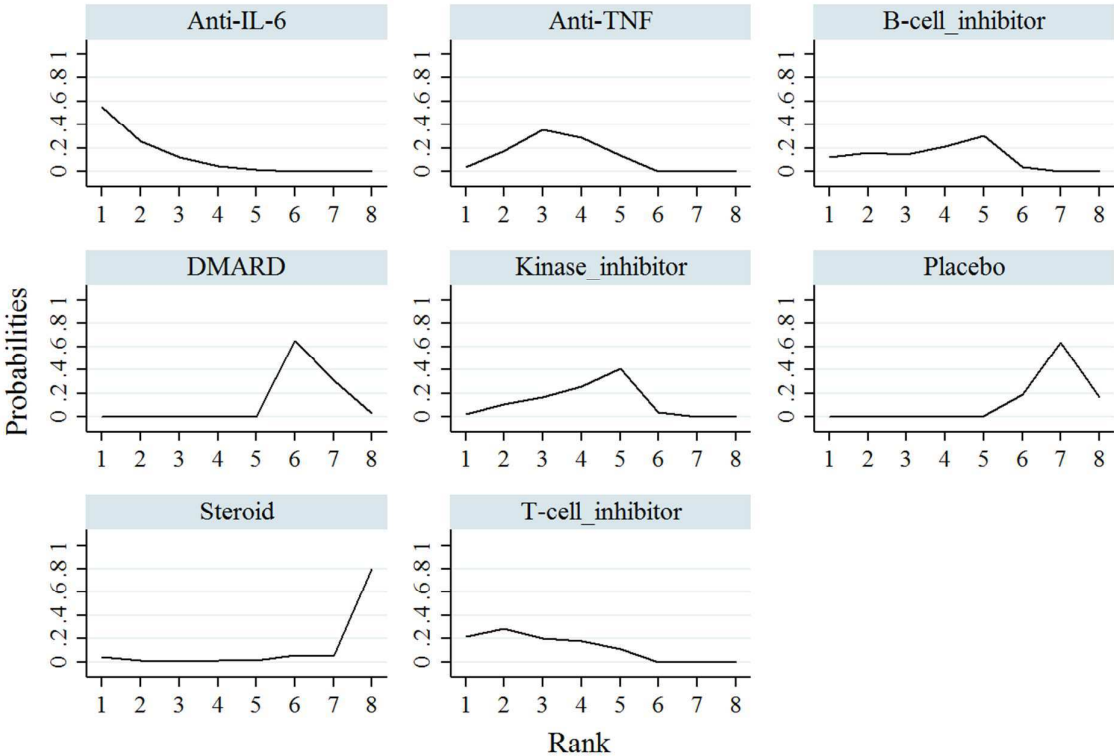 Anti-IL-6 Anti-TNF B-cell_inhibitor
0 .2 .4 .6 .8 1 0 .2 .4 .6 .8 1 0 .2 .4 .6 .8 1
1 2 3 4 5 6 7 8 1 2 3 4 5 6 7 8 1 2 3 4 5 6 7 8
DMARD Kinase_inhibitor Placebo
0 .2 .4 .6 .8 1 0 .2 .4 .6 .8 1 0 .2 .4 .6 .8 1
1 2 3 4 5 6 7 8 1 2 3 4 5 6 7 8 1 2 3 4 5 6 7 8
Probabilities
Steroid T-cell_inhibitor
0 .2 .4 .6 .8 1 0 .2 .4 .6 .8 1
1 2 3 4 5 6 7 8 1 2 3 4 5 6 7 8
Rank